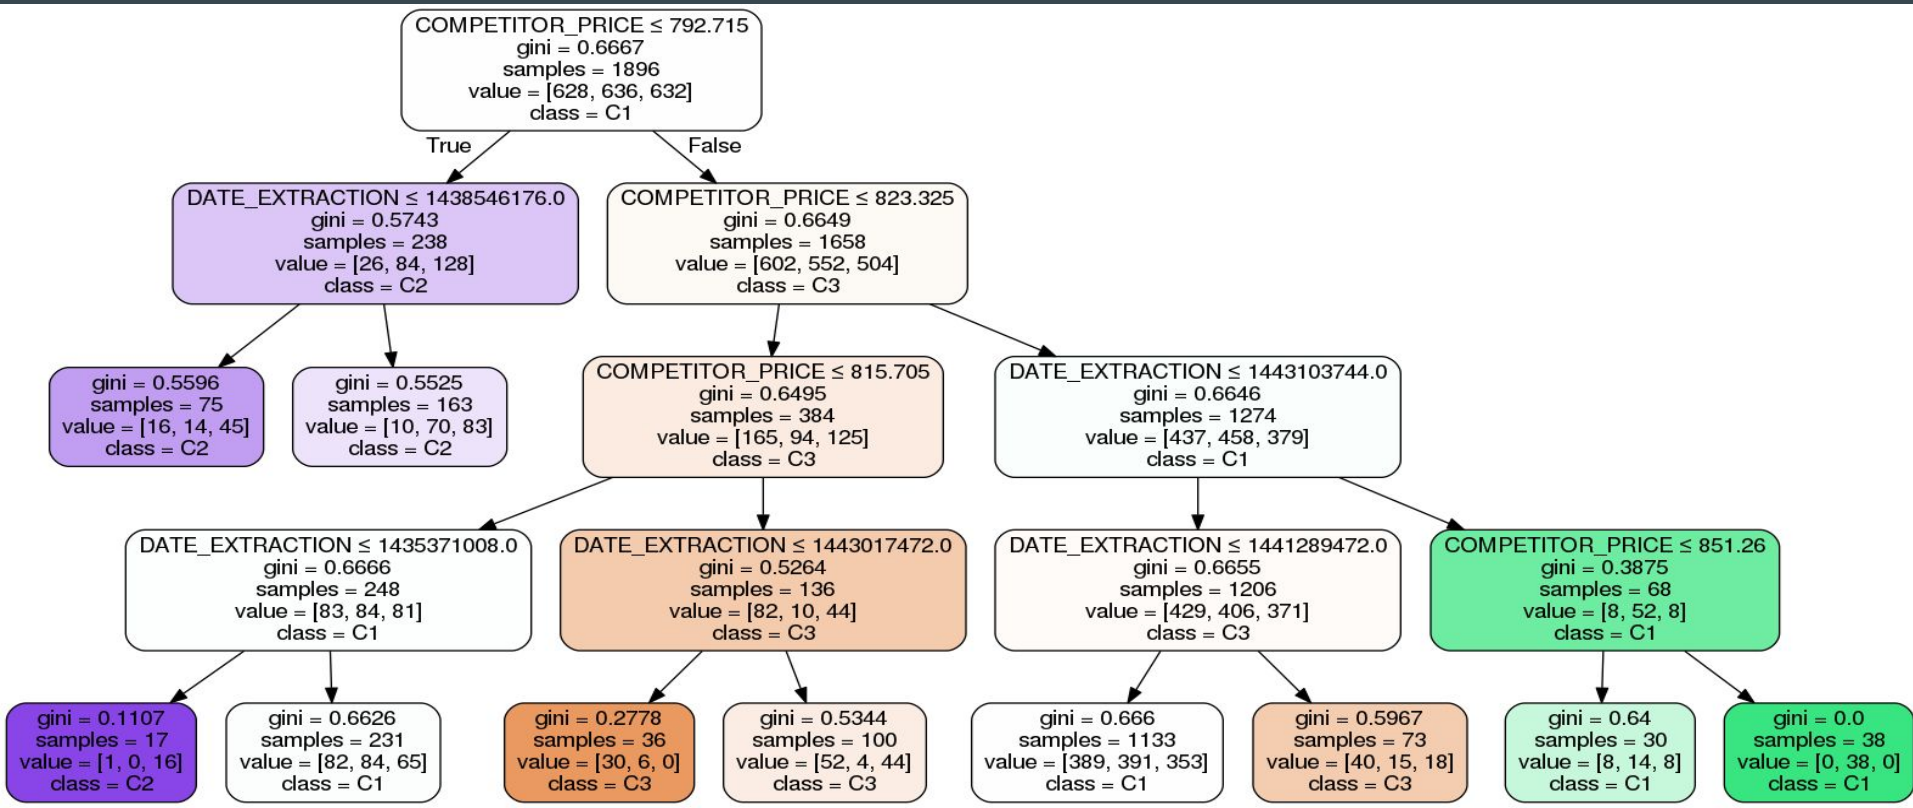 COMPETITOR_PRICE ≤ 792.715
gini = 0.6667
samples = 1896
value = [628, 636, 632]
class = C1
True
False
DATE_EXTRACTION ≤ 1438546176.0
gini = 0.5743
samples = 238
value = [26, 84, 128]
class = C2
COMPETITOR_PRICE ≤ 823.325
gini = 0.6649
samples = 1658
value = [602, 552, 504]
class = C3
gini = 0.5596
samples = 75
value = [16, 14, 45]
class = C2
gini = 0.5525
samples = 163
value = [10, 70, 83]
class = C2
COMPETITOR_PRICE ≤ 815.705
gini = 0.6495
samples = 384
value = [165, 94, 125]
class = C3
DATE_EXTRACTION ≤ 1443103744.0
gini = 0.6646
samples = 1274
value = [437, 458, 379]
class = C1
DATE_EXTRACTION ≤ 1435371008.0
gini = 0.6666
samples = 248
value = [83, 84, 81]
class = C1
DATE_EXTRACTION ≤ 1443017472.0
gini = 0.5264
samples = 136
value = [82, 10, 44]
class = C3
DATE_EXTRACTION ≤ 1441289472.0
gini = 0.6655
samples = 1206
value = [429, 406, 371]
class = C3
COMPETITOR_PRICE ≤ 851.26
gini = 0.3875
samples = 68
value = [8, 52, 8]
class = C1
gini = 0.1107
samples = 17
value = [1, 0, 16]
class = C2
gini = 0.6626
samples = 231
value = [82, 84, 65]
class = C1
gini = 0.2778
samples = 36
value = [30, 6, 0]
class = C3
gini = 0.5344
samples = 100
value = [52, 4, 44]
class = C3
gini = 0.666
samples = 1133
value = [389, 391, 353]
class = C1
gini = 0.5967
samples = 73
value = [40, 15, 18]
class = C3
gini = 0.64
samples = 30
value = [8, 14, 8]
class = C1
gini = 0.0
samples = 38
value = [0, 38, 0]
class = C1